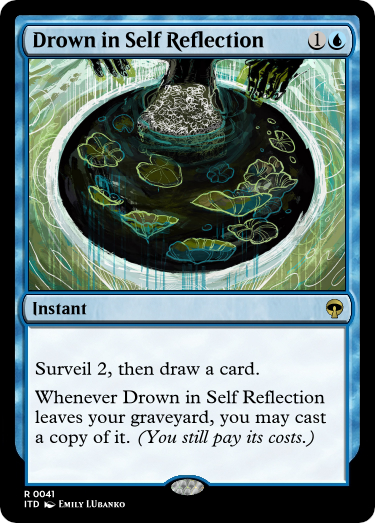 Drown in Self Reflection 1
Instant
Surveil 2, then draw a card.
Whenever Drown in Self Reflection
leaves your graveyard, you may cast
a copy of it. (You still pay its costs.)
R 0041
ITD Emily LUbanko